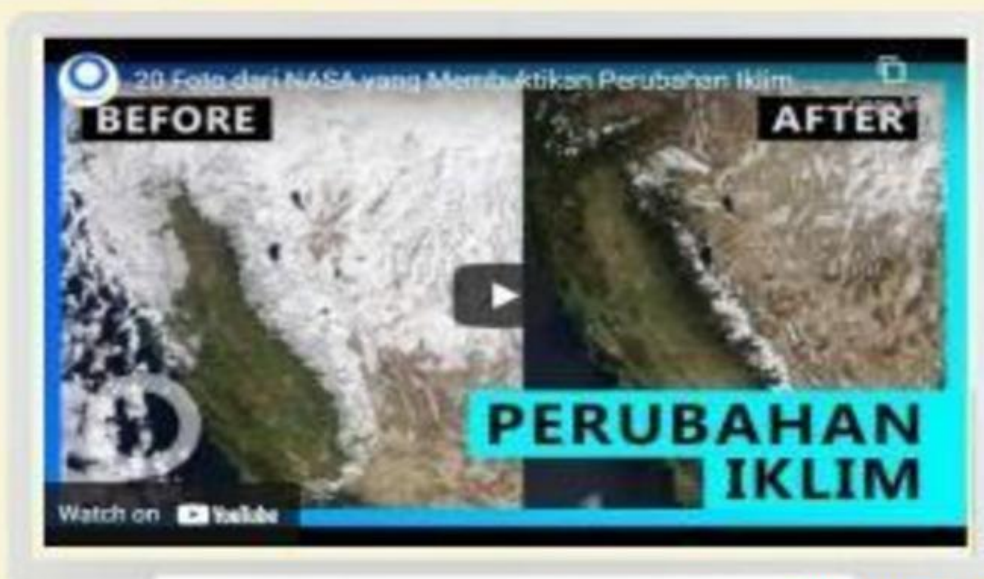 20 Foto dari NASA yang Membuktikan Perubahan Iklim...
BEFORE
AFTER
PERUBAHAN
IKLIM
Watch on YouTube